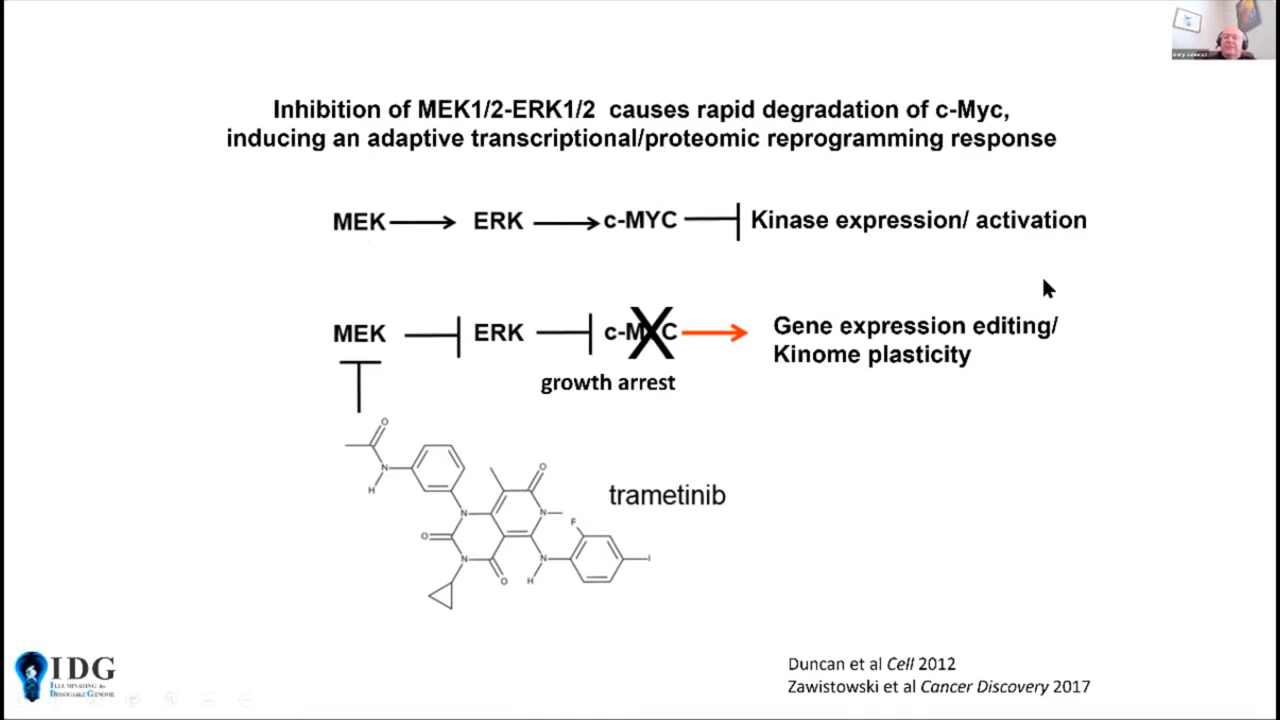 Inhibition of MEK1/2-ERK1/2 causes rapid degradation of c-Myc,
inducing an adaptive transcriptional/proteomic reprogramming response
MEK ERK c-MYC Kinase expression/ activation
MEK ERK c-MYC Gene expression editing/
Kinome plasticity
growth arrest
O
N
H
trametinib
O
N
N
F
O
N
N
I
O
H
IDG
ILLUMINATING the
DRUGGABLE GENOME
Duncan et al Cell 2012
Zawistowski et al Cancer Discovery 2017